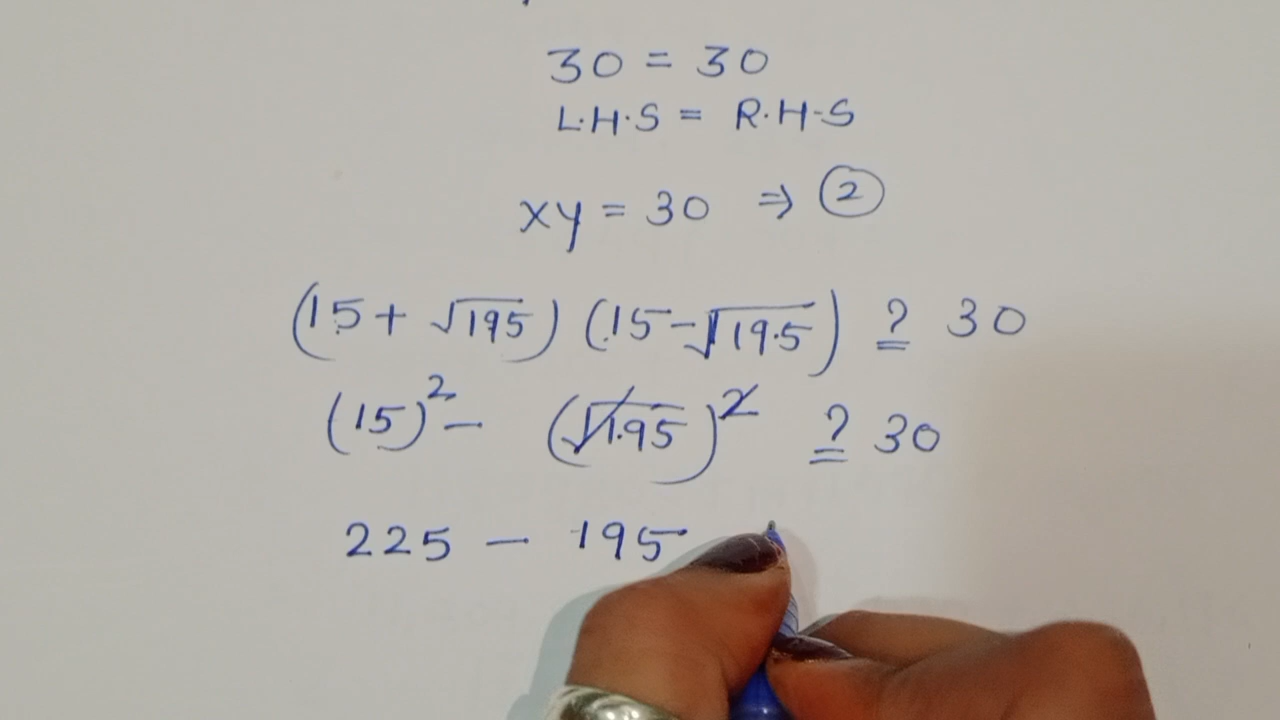 30 = 30
L.H.S = R.H.S
xy = 30 ⇒ ②
(15 + √195) (15 - √195) ≟ 30
(15)² - (√195)² ≟ 30
225 - 195